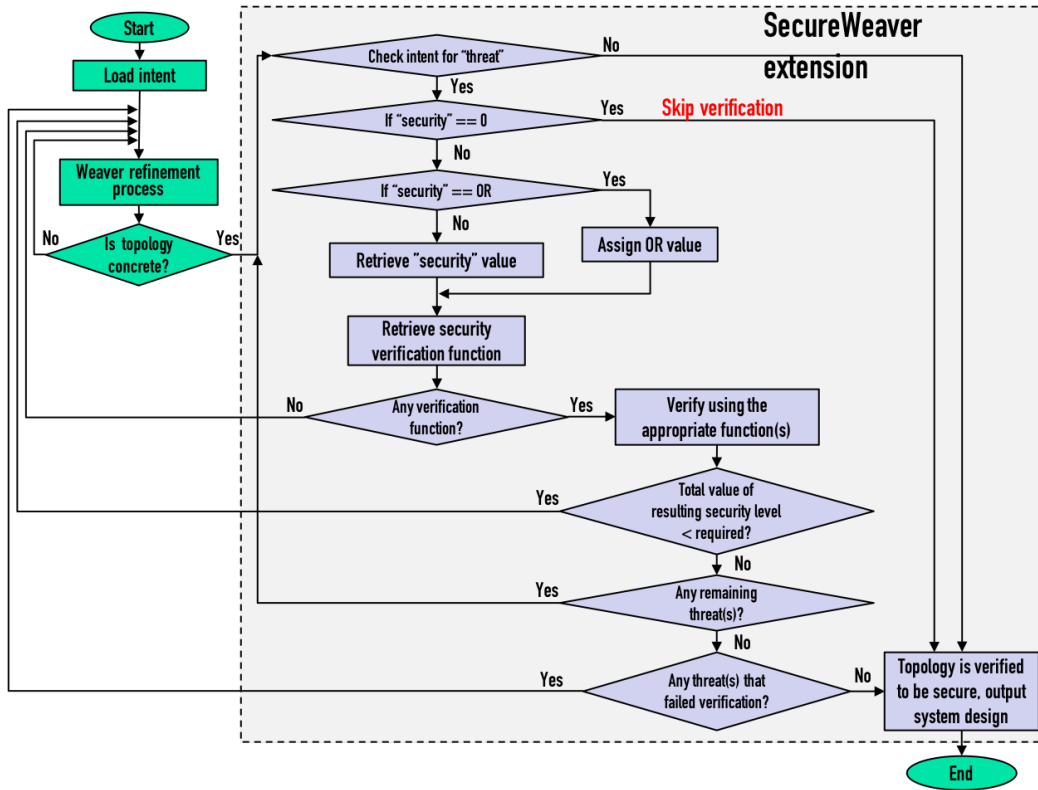 Start
Load intent
Weaver refinement
process
No
Is topology
concrete?
Yes
SecureWeaver
extension
Check intent for "threat"
No
Yes
If "security" == 0
Yes
Skip verification
No
If "security" == OR
Yes
No
Assign OR value
Retrieve "security" value
Retrieve security
verification function
No
Any verification
function?
Yes
Verify using the
appropriate function(s)
Yes
Total value of
resulting security level
< required?
No
Yes
Any remaining
threat(s)?
No
Yes
Any threat(s) that
failed verification?
No
Topology is verified
to be secure, output
system design
End